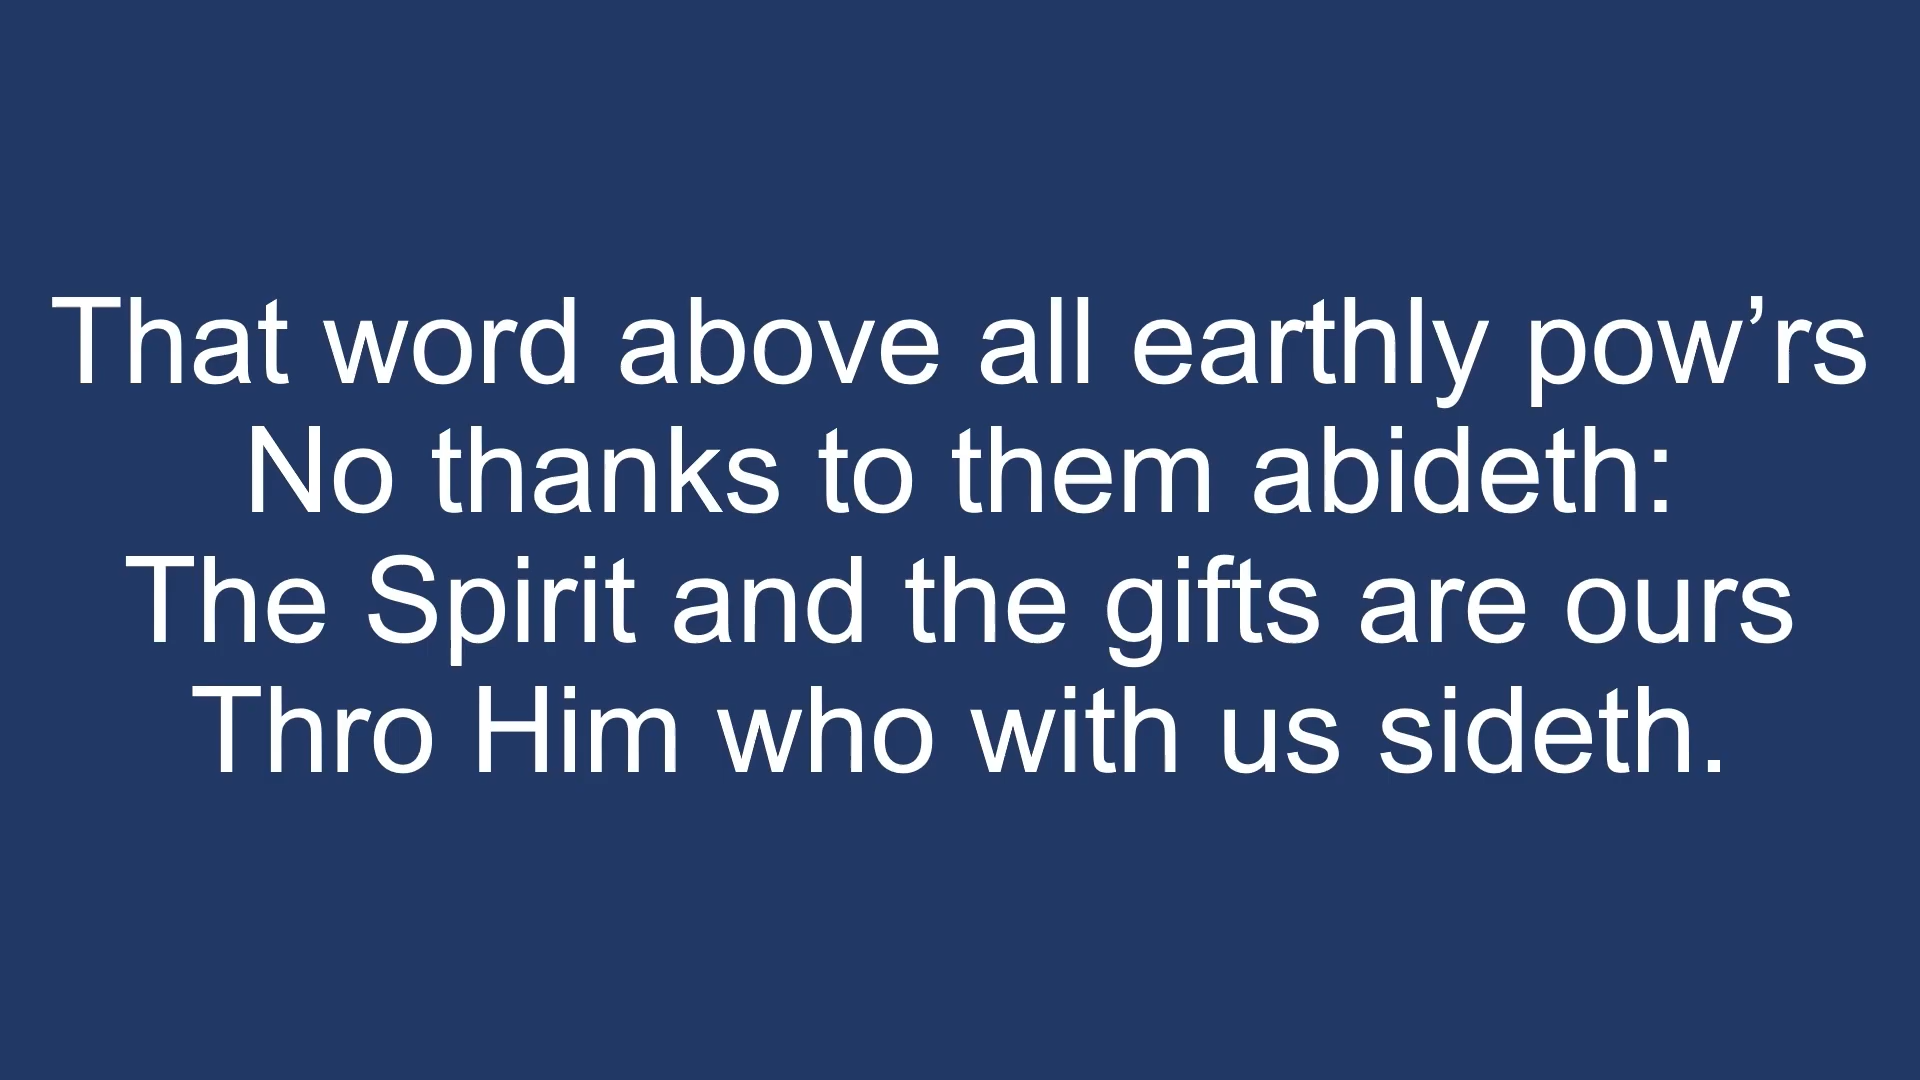 That word above all earthly pow’rs
No thanks to them abideth:
The Spirit and the gifts are ours
Thro Him who with us sideth.